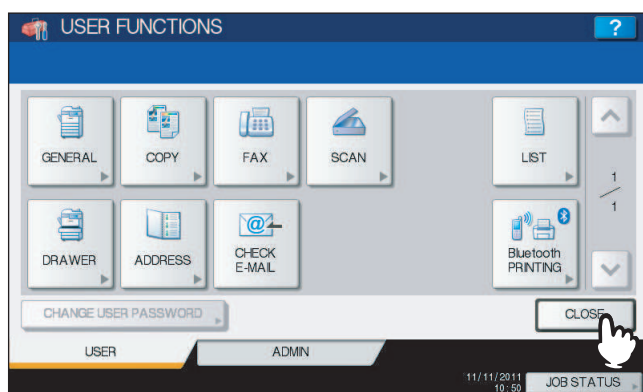 USER FUNCTIONS
?
GENERAL
COPY
FAX
SCAN
LIST
1
1
DRAWER
ADDRESS
@
CHECK
E-MAIL
Bluetooth
PRINTING
CHANGE USER PASSWORD
CLOSE
USER
ADMIN
11/11/2011
10:50
JOB STATUS